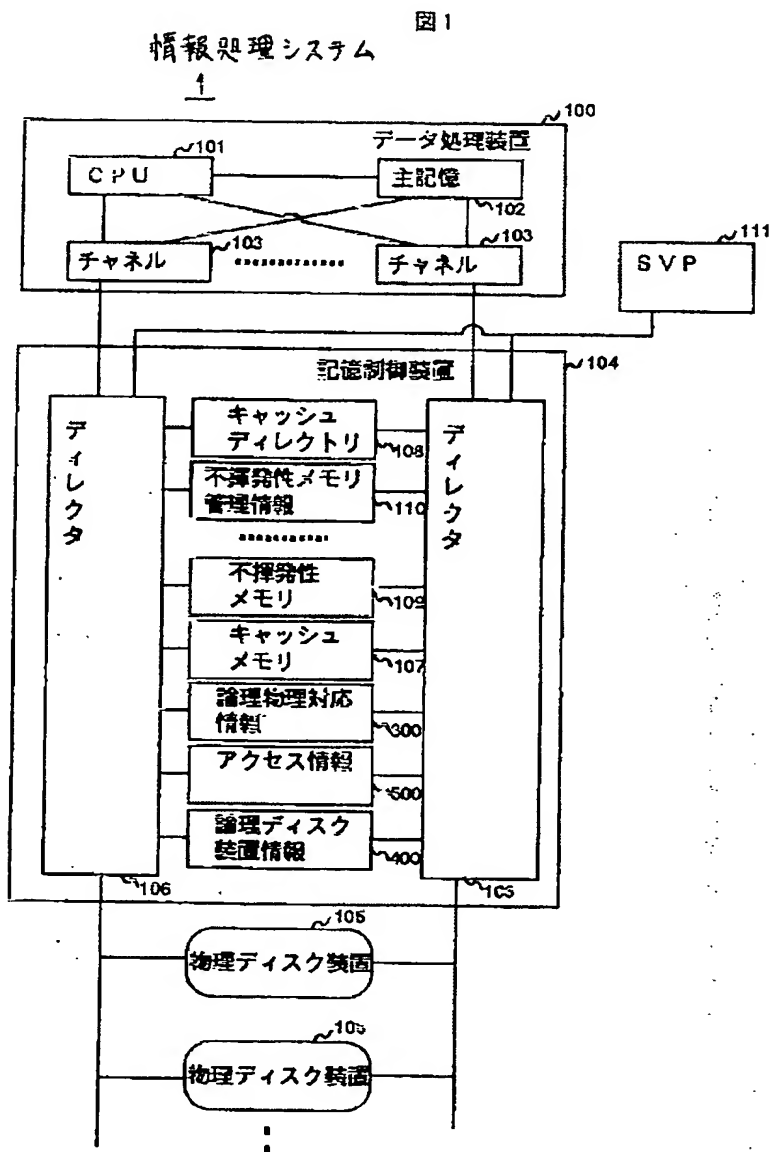 図1
情報処理システム
1
100
データ処理装置
101
CPU
主記憶
102
103
チャネル
103
チャネル
111
SVP
記憶制御装置
104
ディレクタ
キャッシュ
ディレクトリ
108
不揮発性メモリ
管理情報
110
不揮発性
メモリ
109
キャッシュ
メモリ
107
論理物理対応
情報
300
アクセス情報
500
論理ディスク
装置情報
400
ディレクタ
106
105
物理ディスク装置
105
物理ディスク装置